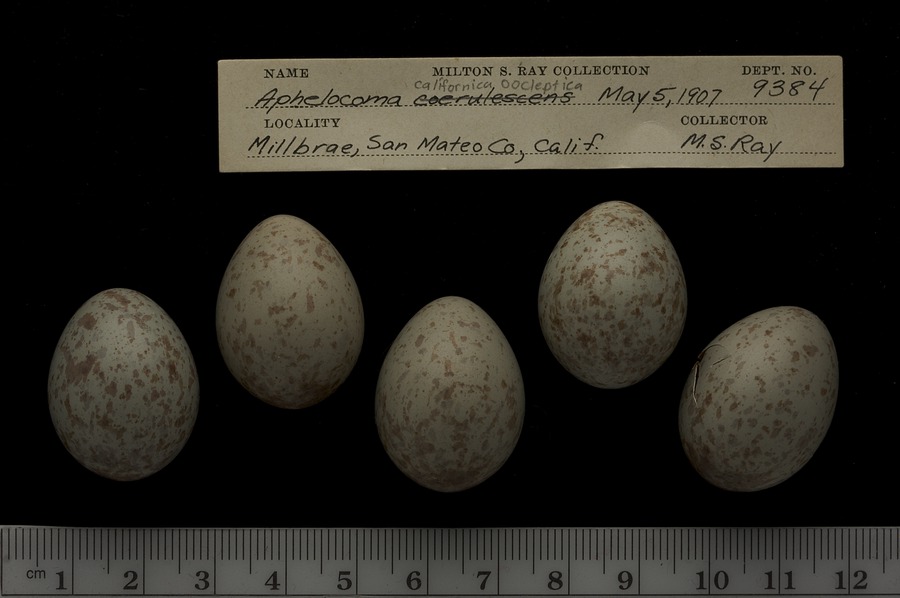 NAME MILTON S. RAY COLLECTION DEPT. NO.
californica oocleptica
Aphelocoma coerulescens May 5, 1907 9384
LOCALITY COLLECTOR
Millbrae, San Mateo Co., Calif. M.S. Ray
cm 1 2 3 4 5 6 7 8 9 10 11 12